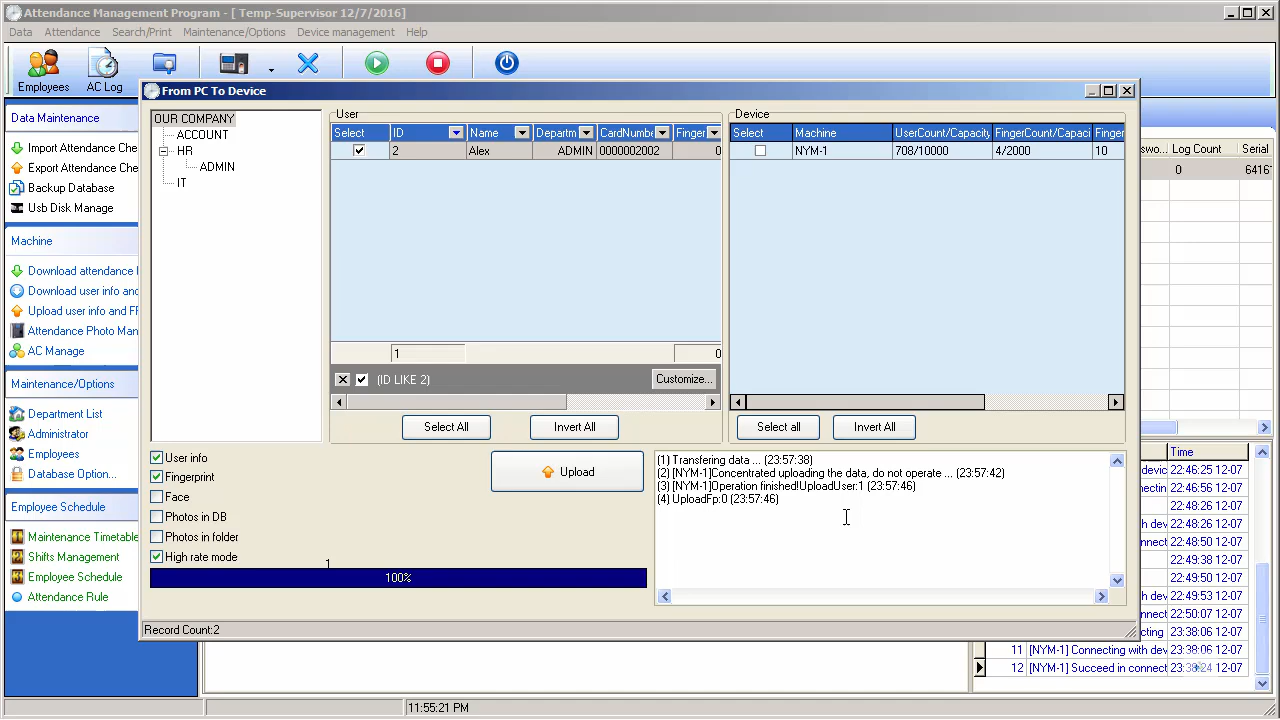 Attendance Management Program - [ Temp-Supervisor 12/7/2016]
Data Attendance Search/Print Maintenance/Options Device management Help
Employees AC Log
From PC To Device
Data Maintenance
Import Attendance Che
Export Attendance Che
Backup Database
Usb Disk Manage
Machine
Download attendance l
Download user info and
Upload user info and FF
Attendance Photo Man
AC Manage
Maintenance/Options
Department List
Administrator
Employees
Database Option...
Employee Schedule
Maintenance Timetable
Shifts Management
Employee Schedule
Attendance Rule
OUR COMPANY
ACCOUNT
HR
ADMIN
IT
User
Select ID Name Departm CardNumbe Finger
2 Alex ADMIN 0000002002 0
1 0
(ID LIKE 2) Customize...
Select All Invert All
Device
Select Machine UserCount/Capacity FingerCount/Capaci Finger
NYM-1 708/10000 4/2000 10
Select all Invert All
User info
Fingerprint
Face
Photos in DB
Photos in folder
High rate mode
1
100%
Upload
(1) Transfering data ... (23:57:38)
(2) [NYM-1]Concentrated uploading the data, do not operate ... (23:57:42)
(3) [NYM-1]Operation finished!UploadUser:1 (23:57:46)
(4) UploadFp:0 (23:57:46)
Record Count:2
swo... Log Count Serial
0 6416
Time
devic 22:46:25 12-07
nectin 22:46:56 12-07
22:48:26 12-07
h dev 22:48:26 12-07
nnect 22:48:50 12-07
22:49:38 12-07
22:49:50 12-07
h dev 22:49:53 12-07
nnect 22:50:07 12-07
cting 23:38:06 12-07
11 [NYM-1] Connecting with dev 23:38:06 12-07
12 [NYM-1] Succeed in connect 12-07
11:55:21 PM